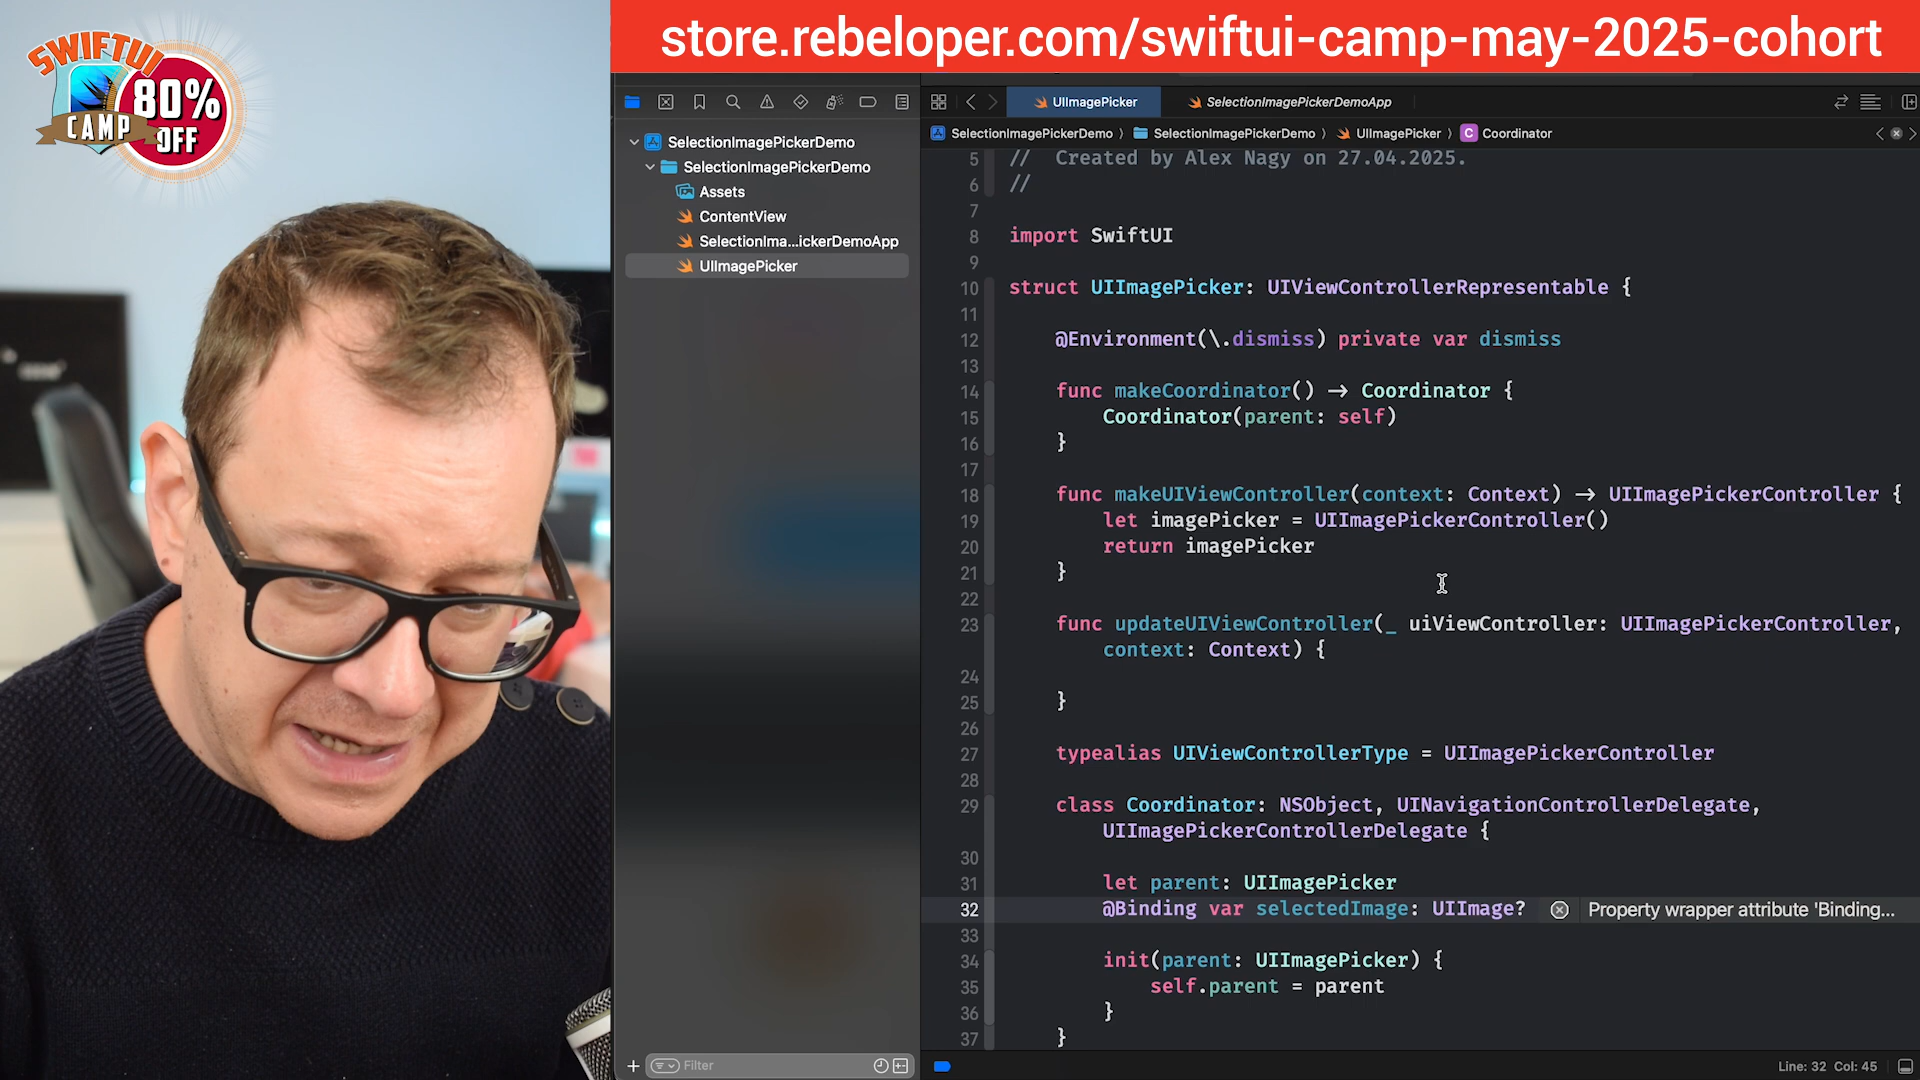 store.rebeloper.com/swiftui-camp-may-2025-cohort
SWIFTUI
CAMP
80%
OFF
UIImagePicker
SelectionImagePickerDemoApp
SelectionImagePickerDemo
SelectionImagePickerDemo
UIImagePicker
C Coordinator
SelectionImagePickerDemo
SelectionImagePickerDemo
Assets
ContentView
SelectionIma...ickerDemoApp
UIImagePicker
5 // Created by Alex Nagy on 27.04.2025.
6 //
7
8 import SwiftUI
9
10 struct UIImagePicker: UIViewControllerRepresentable {
11
12 @Environment(\.dismiss) private var dismiss
13
14 func makeCoordinator() -> Coordinator {
15 Coordinator(parent: self)
16 }
17
18 func makeUIViewController(context: Context) -> UIImagePickerController {
19 let imagePicker = UIImagePickerController()
20 return imagePicker
21 }
22
23 func updateUIViewController(_ uiViewController: UIImagePickerController,
context: Context) {
24
25 }
26
27 typealias UIViewControllerType = UIImagePickerController
28
29 class Coordinator: NSObject, UINavigationControllerDelegate,
UIImagePickerControllerDelegate {
30
31 let parent: UIImagePicker
32 @Binding var selectedImage: UIImage? Property wrapper attribute 'Binding...
33
34 init(parent: UIImagePicker) {
35 self.parent = parent
36 }
37 }
Filter
Line: 32 Col: 45